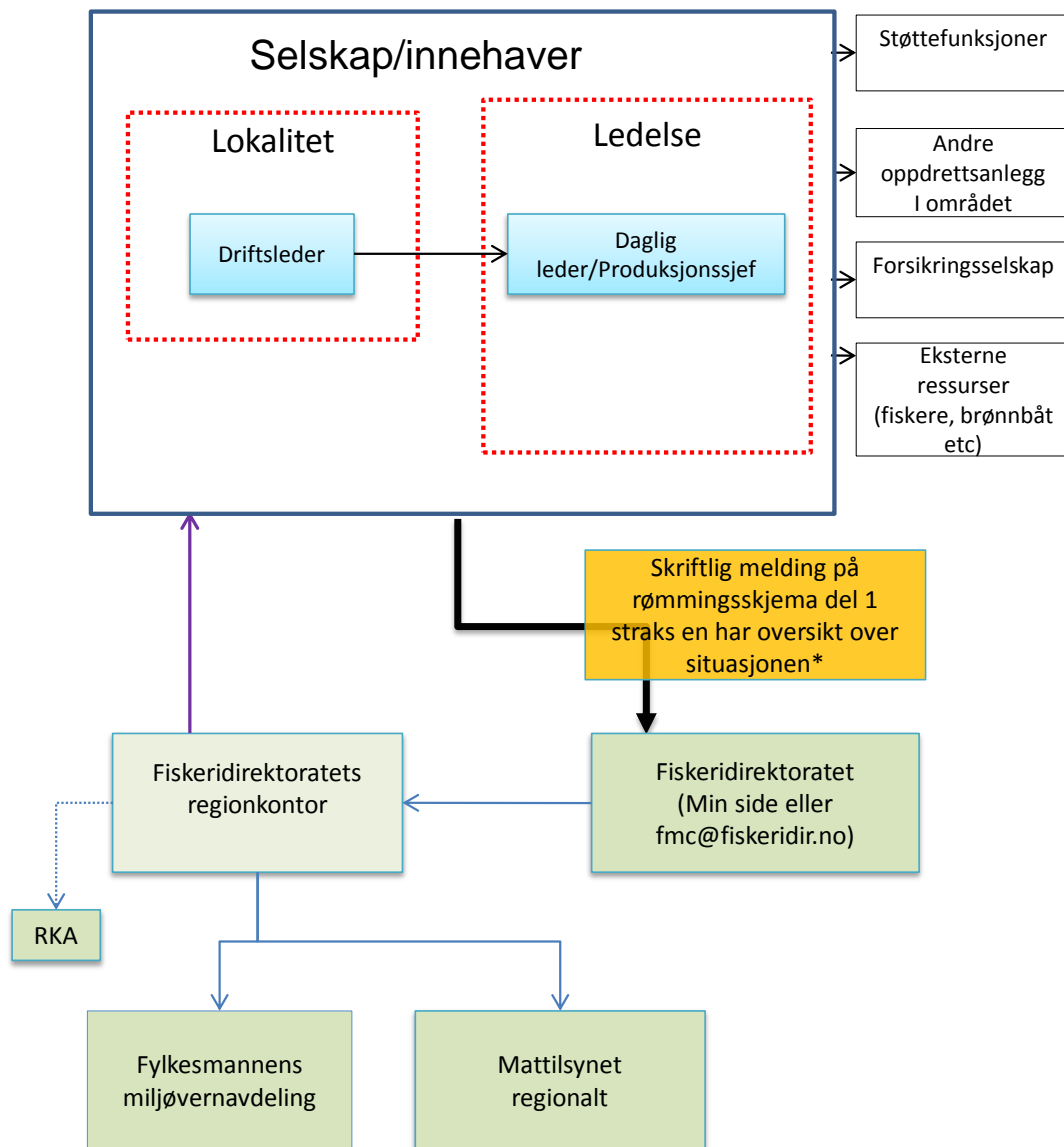 Selskap/innehaver
Lokalitet
Driftsleder
Ledelse
Daglig
leder/Produksjonssjef
Støttefunksjoner
Andre
oppdrettsanlegg
I området
Forsikringsselskap
Eksterne
ressurser
(fiskere, brønnbåt
etc)
Skriftlig melding på
rømmingsskjema del 1
straks en har oversikt over
situasjonen*
Fiskeridirektoratets
regionkontor
Fiskeridirektoratet
(Min side eller
fmc@fiskeridir.no)
RKA
Fylkesmannens
miljøvernavdeling
Mattilsynet
regionalt